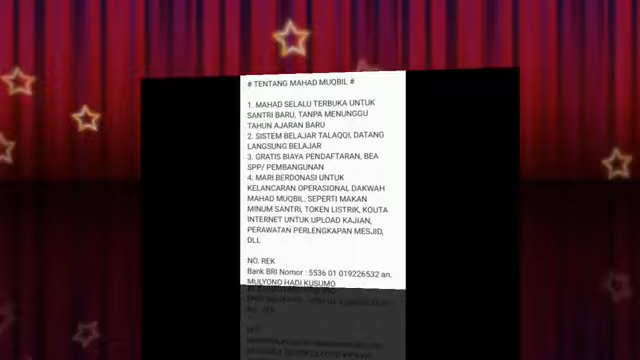 # TENTANG MAHAD MUQBIL #
1. MAHAD SELALU TERBUKA UNTUK
SANTRI BARU, TANPA MENUNGGU
TAHUN AJARAN BARU
2. SISTEM BELAJAR TALAQQI, DATANG
LANGSUNG BELAJAR
3. GRATIS BIAYA PENDAFTARAN, BEA
SPP/ PEMBANGUNAN
4. MARI BERDONASI UNTUK
KELANCARAN OPERASIONAL DAKWAH
MAHAD MUQBIL, SEPERTI MAKAN
MINUM SANTRI, TOKEN LISTRIK, KOUTA
INTERNET UNTUK UPLOAD KAJIAN,
PERAWATAN PERLENGKAPAN MESJID,
DLL
NO. REK
Bank BRI Nomor : 5536 01 019226532 an.
MULYONO HADI KUSUMO